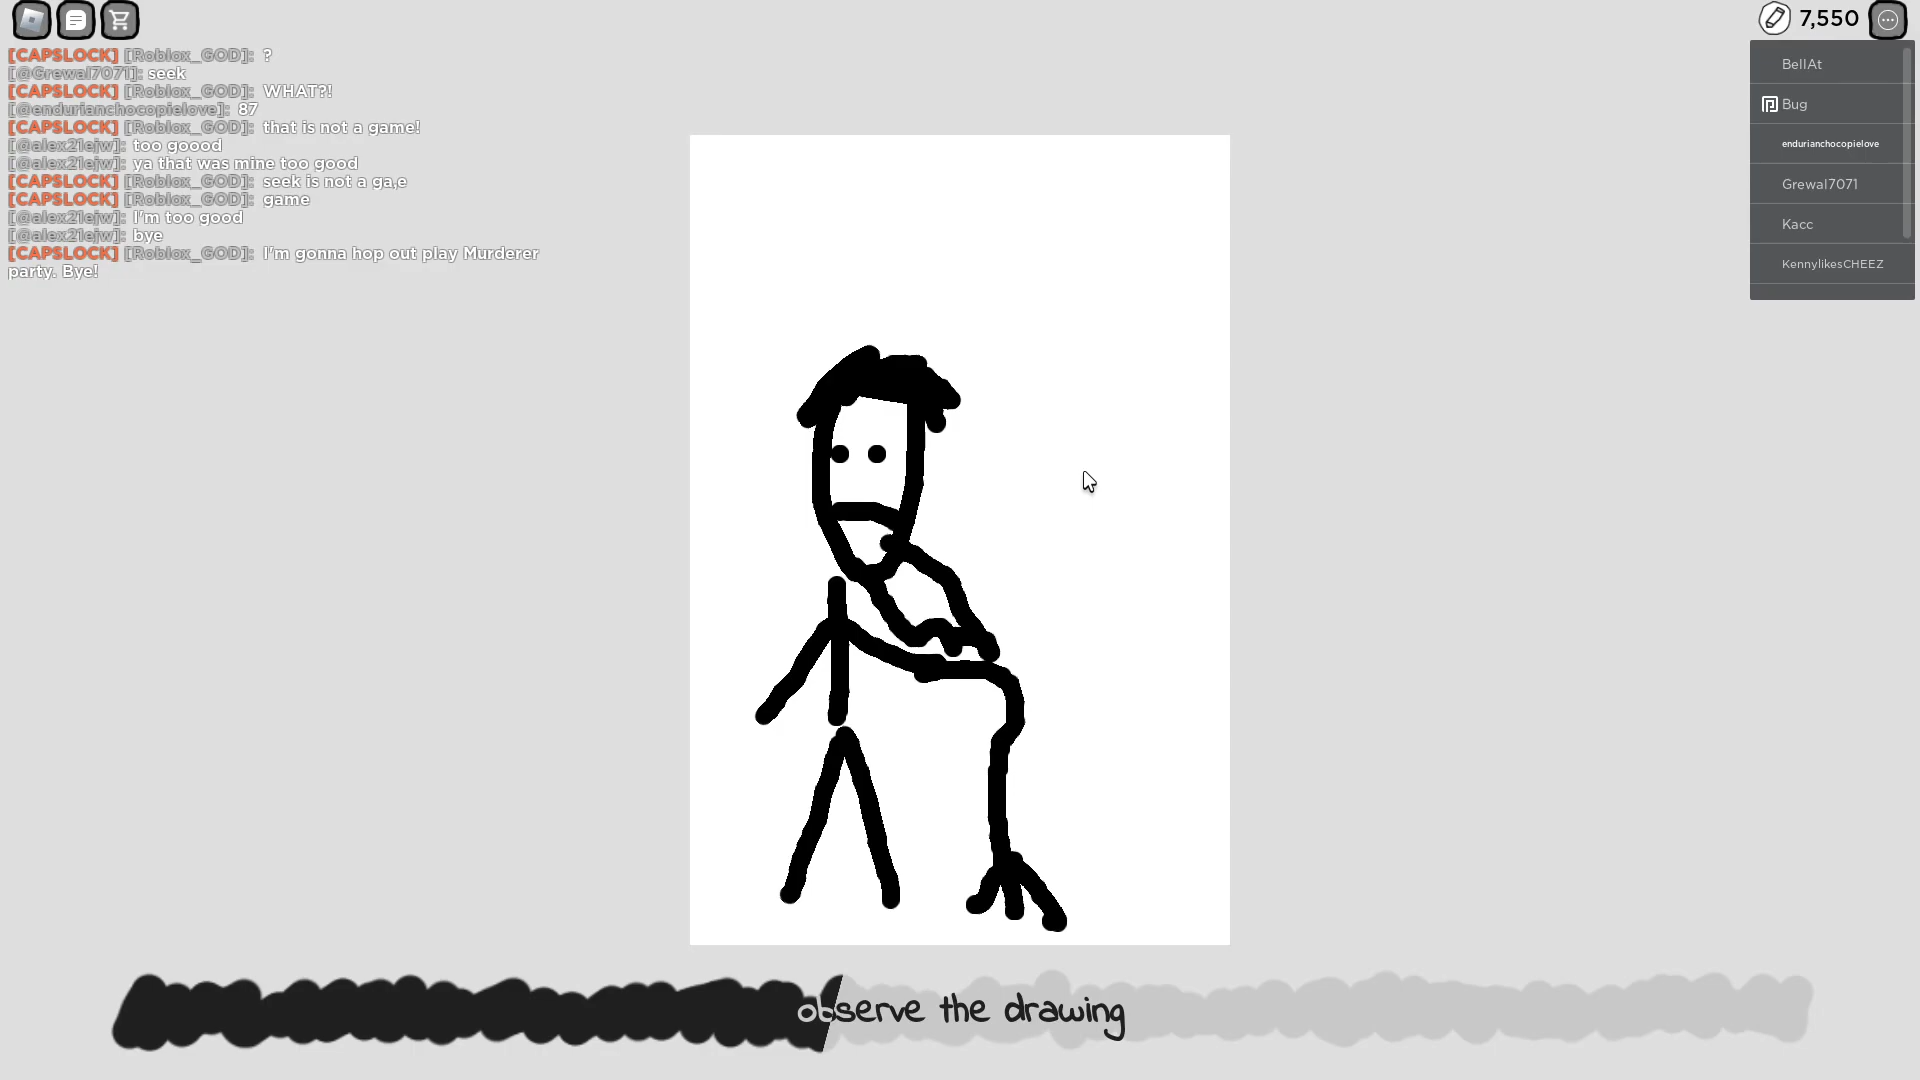 7,550
[CAPSLOCK] [Roblox_GOD]: ?
[@Grewal7071]: seek
[CAPSLOCK] [Roblox_GOD]: WHAT?!
[@endurianchocopielove]: 87
[CAPSLOCK] [Roblox_GOD]: that is not a game!
[@alex21ejw]: too goood
[@alex21ejw]: ya that was mine too good
[CAPSLOCK] [Roblox_GOD]: seek is not a ga,e
[CAPSLOCK] [Roblox_GOD]: game
[@alex21ejw]: I'm too good
[@alex21ejw]: bye
[CAPSLOCK] [Roblox_GOD]: I'm gonna hop out play Murderer
party. Bye!
BellAt
Bug
endurianchocopielove
Grewal7071
Kacc
KennylikesCHEEZ
observe the drawing